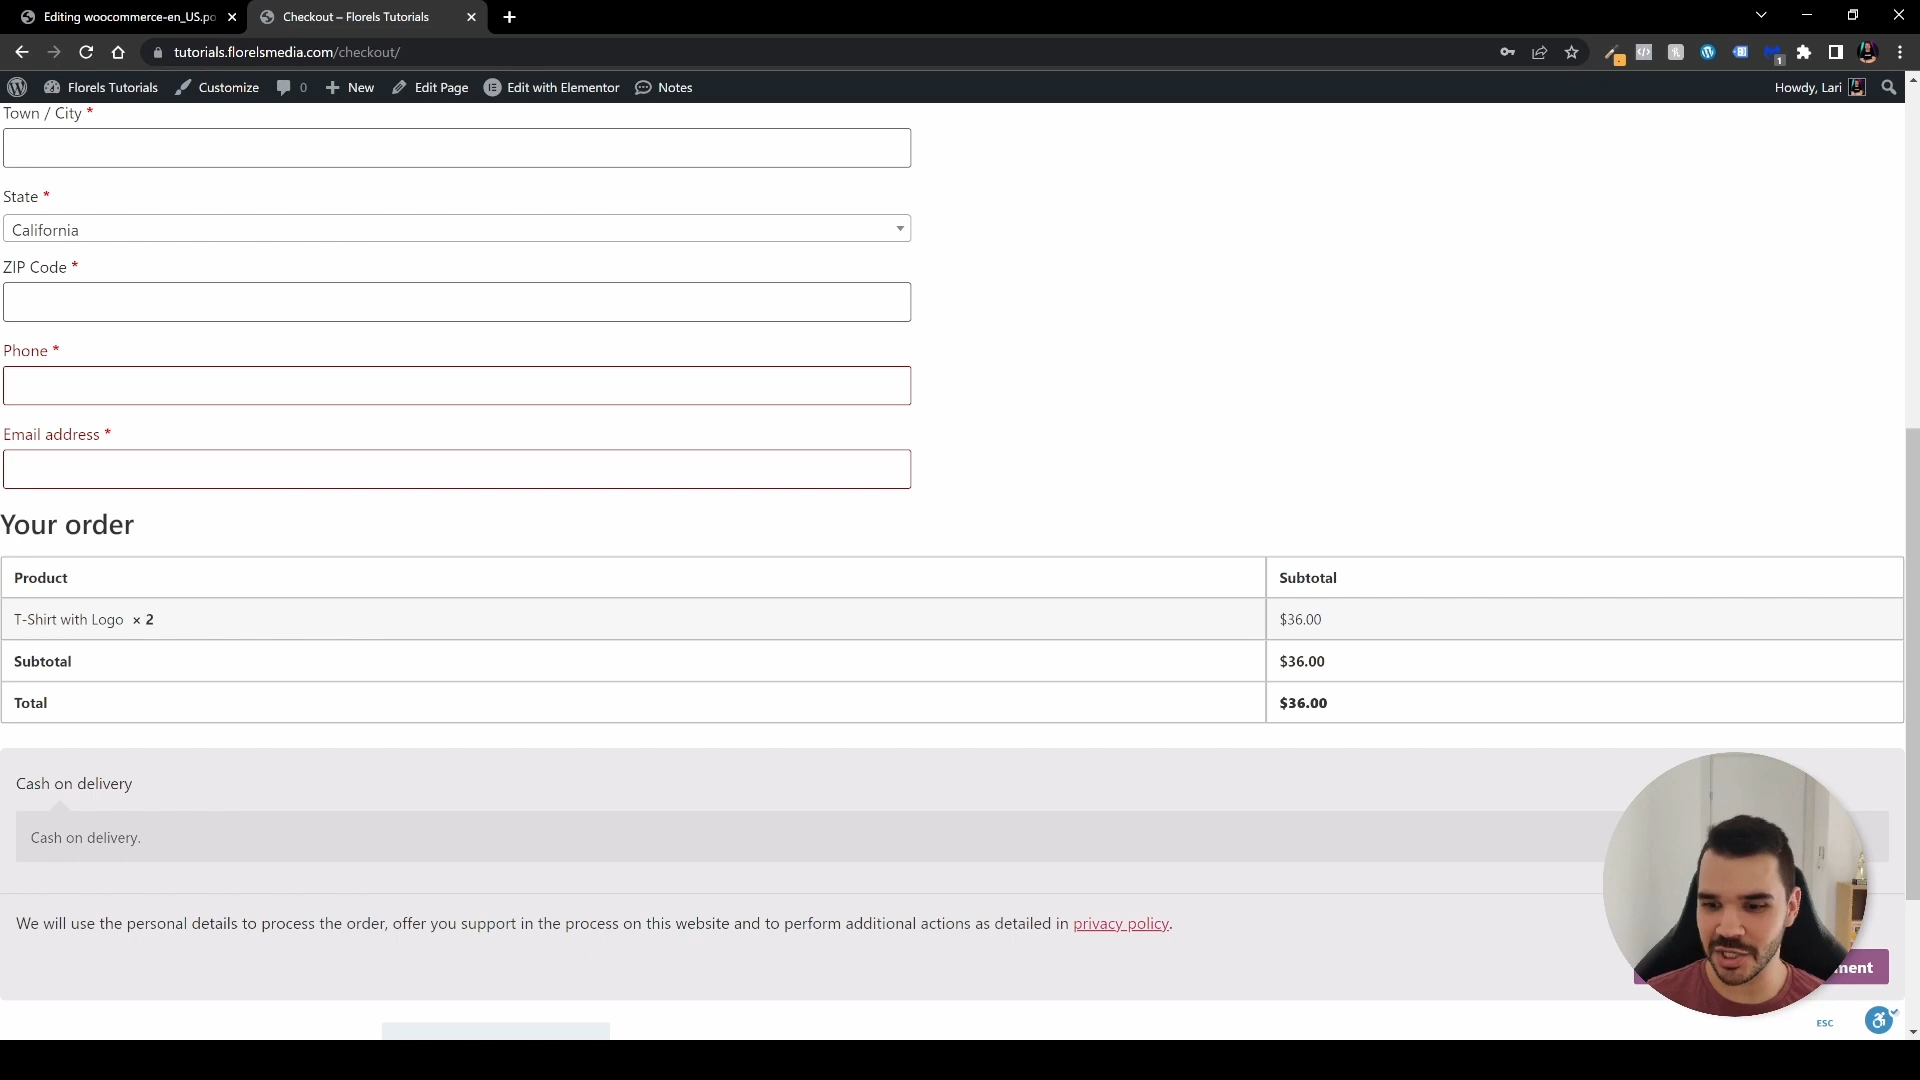 Editing woocommerce-en_US.po
Checkout – Florels Tutorials
tutorials.florelsmedia.com/checkout/
Florels Tutorials
Customize
0
New
Edit Page
Edit with Elementor
Notes
Howdy, Lari
Town / City *
State *
California
ZIP Code *
Phone *
Email address *
Your order
Product Subtotal
T-Shirt with Logo × 2 $36.00
Subtotal $36.00
Total $36.00
Cash on delivery
Cash on delivery.
We will use the personal details to process the order, offer you support in the process on this website and to perform additional actions as detailed in privacy policy.
ESC